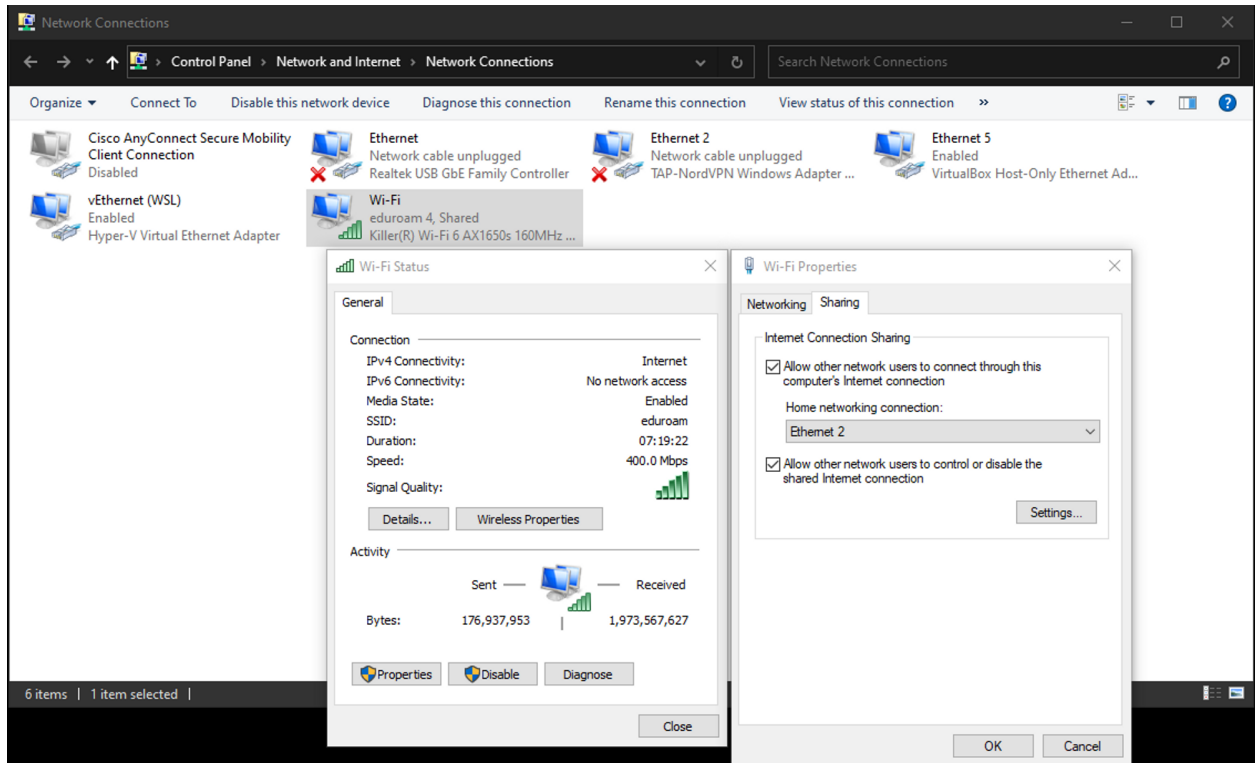 Network Connections
Control Panel > Network and Internet > Network Connections
Search Network Connections
Organize
Connect To
Disable this network device
Diagnose this connection
Rename this connection
View status of this connection
»
Cisco AnyConnect Secure Mobility
Client Connection
Disabled
Ethernet
Network cable unplugged
Realtek USB GbE Family Controller
Ethernet 2
Network cable unplugged
TAP-NordVPN Windows Adapter ...
Ethernet 5
Enabled
VirtualBox Host-Only Ethernet Ad...
vEthernet (WSL)
Enabled
Hyper-V Virtual Ethernet Adapter
Wi-Fi
eduroam 4, Shared
Killer(R) Wi-Fi 6 AX1650s 160MHz ...
Wi-Fi Status
General
Connection
IPv4 Connectivity: Internet
IPv6 Connectivity: No network access
Media State: Enabled
SSID: eduroam
Duration: 07:19:22
Speed: 400.0 Mbps
Signal Quality:
Details...
Wireless Properties
Activity
Sent
Received
Bytes: 176,937,953 | 1,973,567,627
Properties
Disable
Diagnose
Close
Wi-Fi Properties
Networking
Sharing
Internet Connection Sharing
Allow other network users to connect through this
computer's Internet connection
Home networking connection:
Ethernet 2
Allow other network users to control or disable the
shared Internet connection
Settings...
OK
Cancel
6 items | 1 item selected |